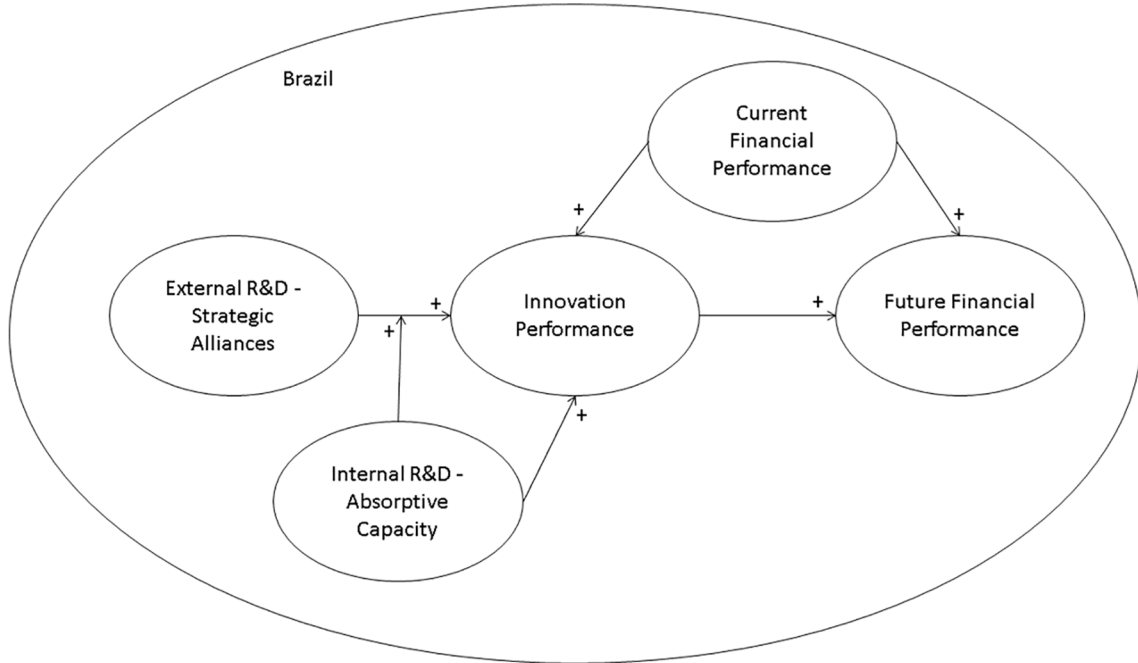 Brazil
Current
Financial
Performance
+
+
External R&D -
Strategic
Alliances
+
+
Innovation
Performance
+
Future Financial
Performance
+
Internal R&D -
Absorptive
Capacity